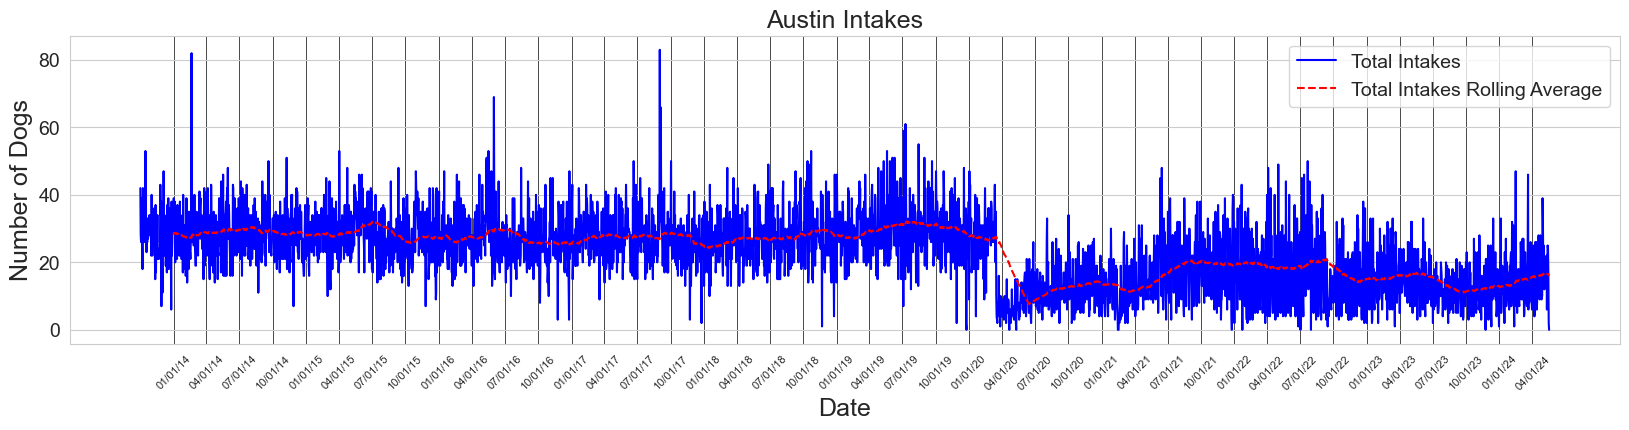 Austin Intakes
Number of Dogs
80
60
40
20
0
Total Intakes
Total Intakes Rolling Average
01/01/14 04/01/14 07/01/14 10/01/14 01/01/15 04/01/15 07/01/15 10/01/15 01/01/16 04/01/16 07/01/16 10/01/16 01/01/17 04/01/17 07/01/17 10/01/17 01/01/18 04/01/18 07/01/18 10/01/18 01/01/19 04/01/19 07/01/19 10/01/19 01/01/20 04/01/20 07/01/20 10/01/20 01/01/21 04/01/21 07/01/21 10/01/21 01/01/22 04/01/22 07/01/22 10/01/22 01/01/23 04/01/23 07/01/23 10/01/23 01/01/24 04/01/24
Date